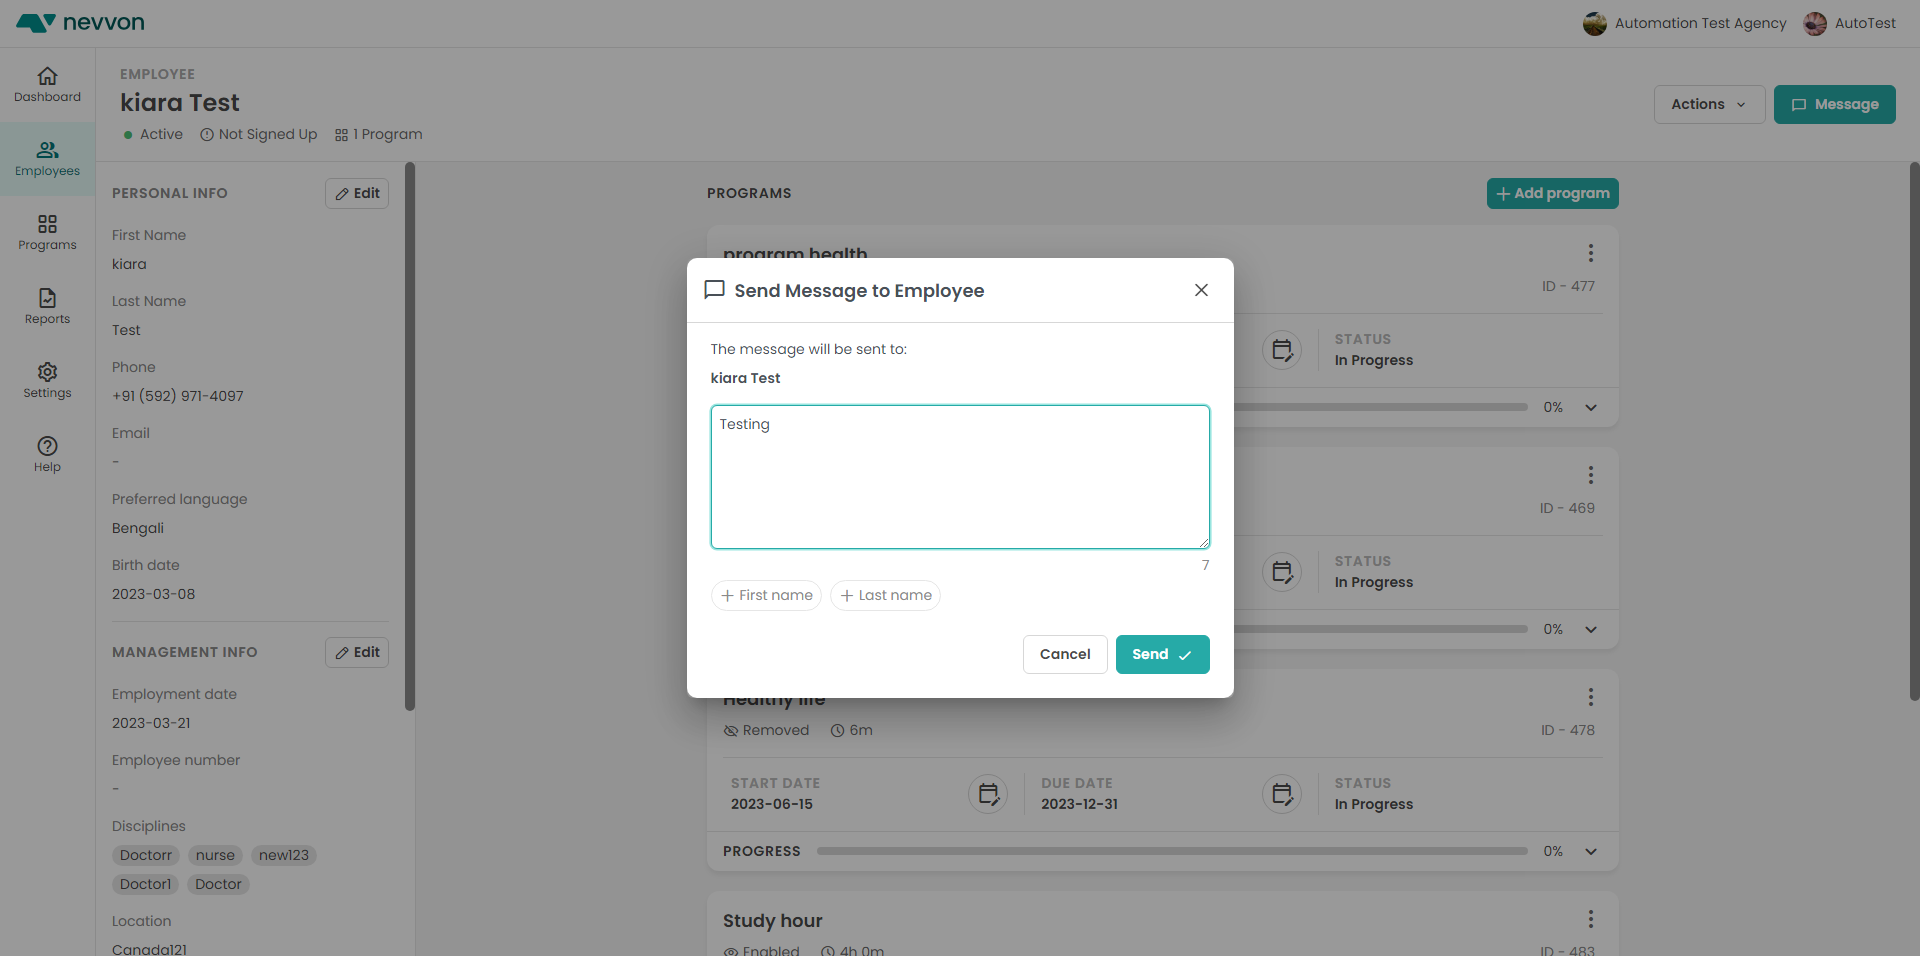 nevvon
Automation Test Agency
AutoTest
Dashboard
Employees
Programs
Reports
Settings
Help
EMPLOYEE
kiara Test
Active Not Signed Up 1 Program
Actions
Message
PERSONAL INFO
Edit
First Name
kiara
Last Name
Test
Phone
+91 (592) 971-4097
Email
-
Preferred language
Bengali
Birth date
2023-03-08
MANAGEMENT INFO
Edit
Employment date
2023-03-21
Employee number
-
Disciplines
Doctorr nurse new123
Doctor1 Doctor
Location
Canada121
PROGRAMS
Add program
program health
ID - 477
STATUS
In Progress
0%
ID - 469
STATUS
In Progress
0%
Send Message to Employee
The message will be sent to:
kiara Test
Testing
7
First name Last name
Cancel Send
Healthy life
Removed 6m
ID - 478
START DATE DUE DATE STATUS
2023-06-15 2023-12-31 In Progress
PROGRESS 0%
Study hour
Enabled 4h 0m
ID - 483